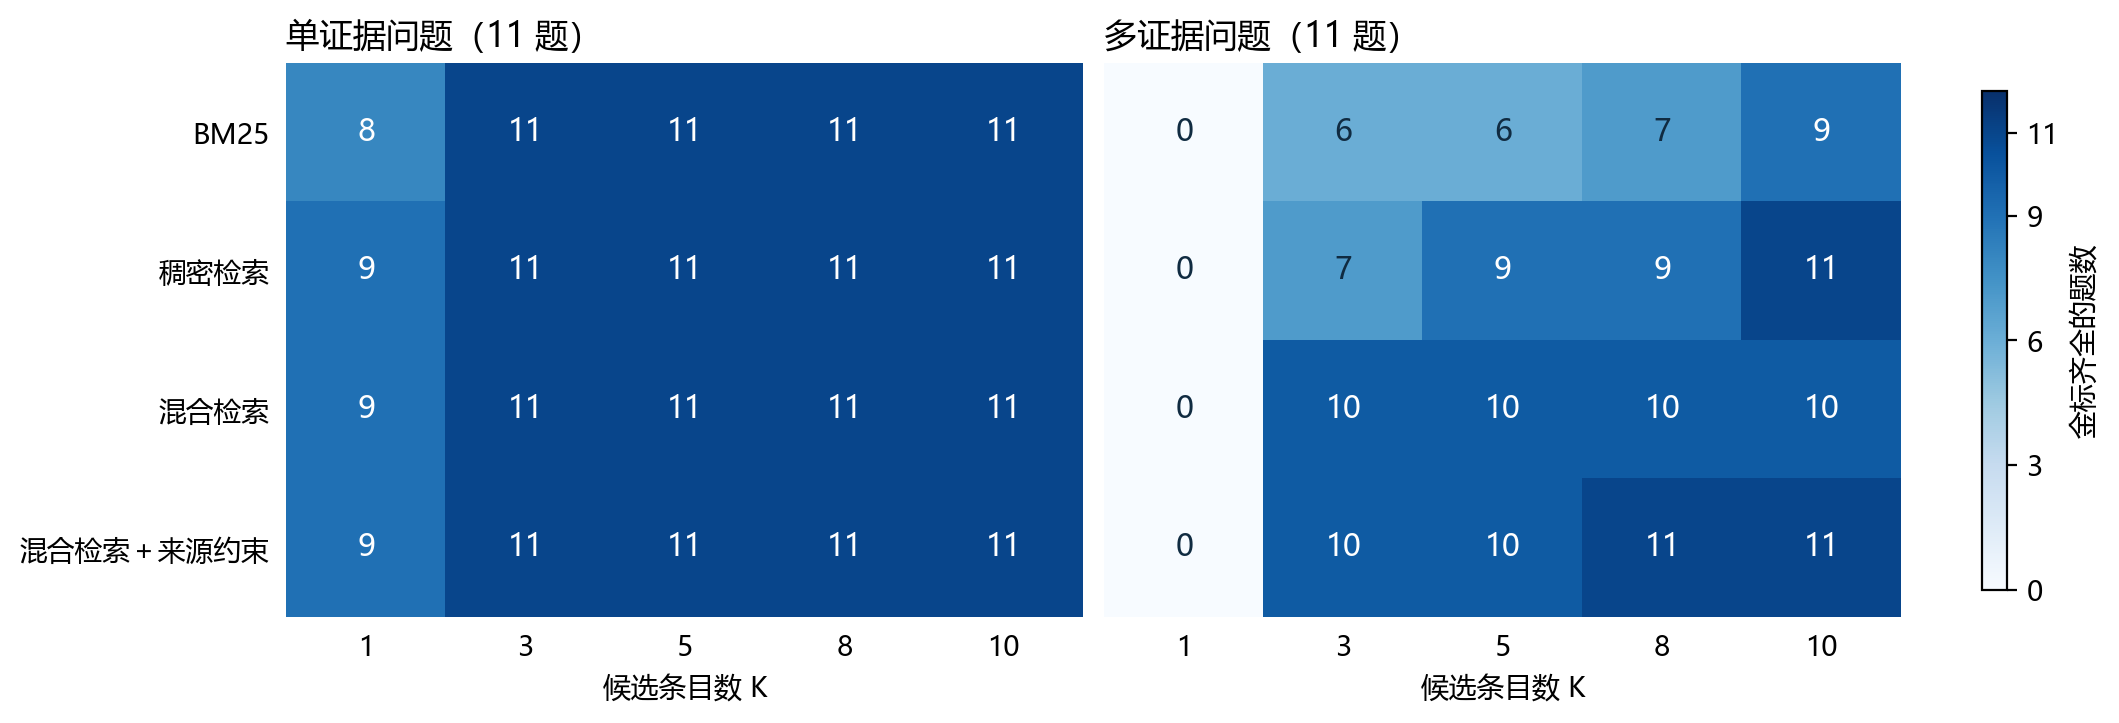 单证据问题（11 题）
多证据问题（11 题）
BM25 8 11 11 11 11 0 6 6 7 9
稠密检索 9 11 11 11 11 0 7 9 9 11
混合检索 9 11 11 11 11 0 10 10 10 10
混合检索 + 来源约束 9 11 11 11 11 0 10 10 11 11
1 3 5 8 10
候选条目数 K
1 3 5 8 10
候选条目数 K
11
9
6
3
0
金标齐全的题数